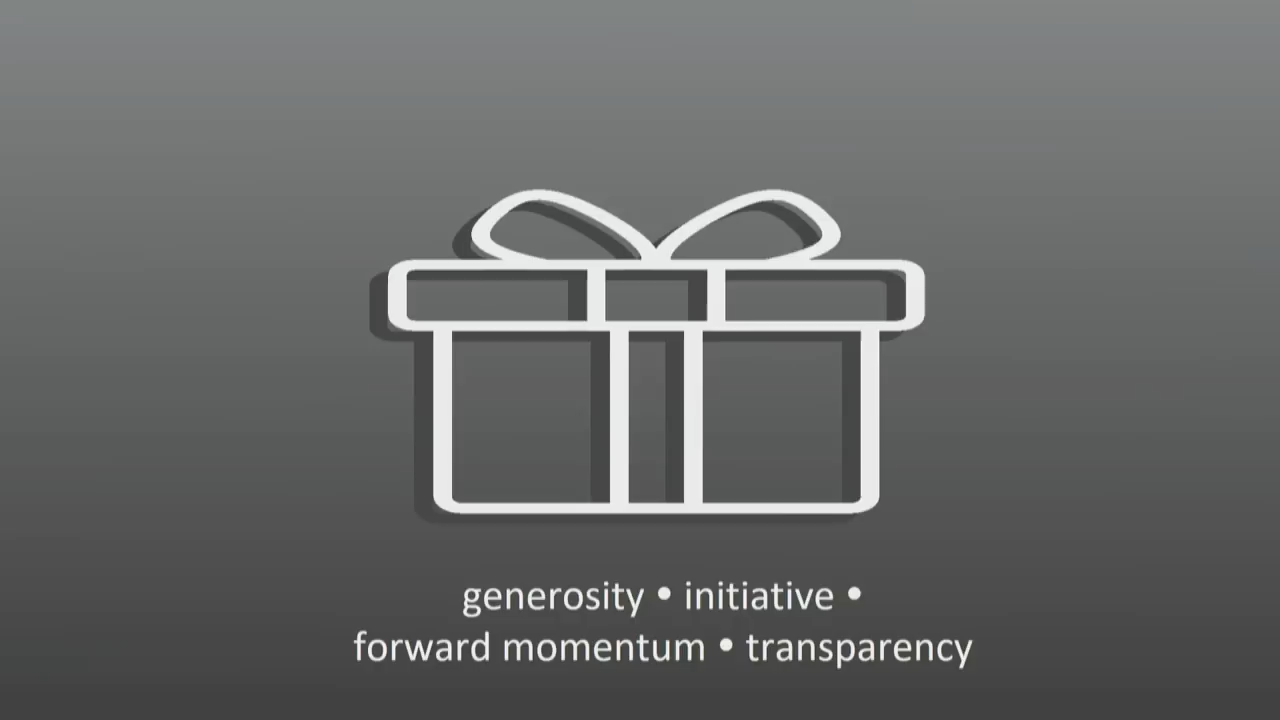 generosity • initiative •
forward momentum • transparency